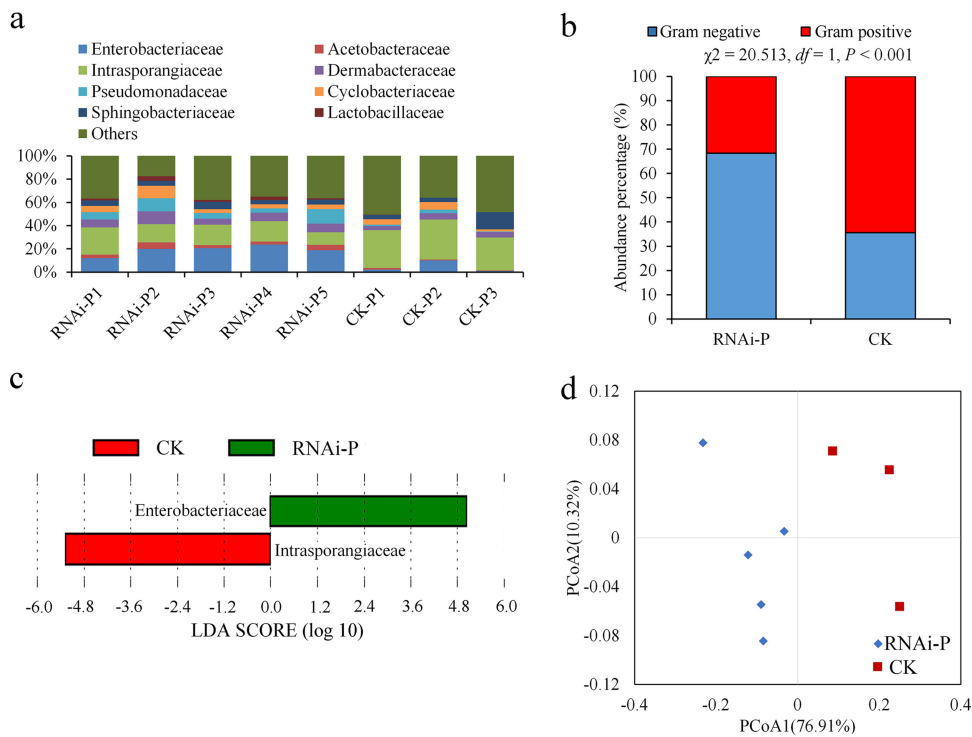 a
Enterobacteriaceae
Acetobacteraceae
Intrasporangiaceae
Dermabacteraceae
Pseudomonadaceae
Cyclobacteriaceae
Sphingobacteriaceae
Lactobacillaceae
Others
100%
80%
60%
40%
20%
0%
RNAi-P1
RNAi-P2
RNAi-P3
RNAi-P4
RNAi-P5
CK-P1
CK-P2
CK-P3
b
Gram negative
Gram positive
χ2 = 20.513, df = 1, P < 0.001
Abundance percentage (%)
100
90
80
70
60
50
40
30
20
10
0
RNAi-P
CK
c
CK
RNAi-P
Enterobacteriaceae
Intrasporangiaceae
-6.0 -4.8 -3.6 -2.4 -1.2 0.0 1.2 2.4 3.6 4.8 6.0
LDA SCORE (log 10)
d
PCoA2(10.32%)
0.12
0.08
0.04
0
-0.04
-0.08
-0.12
RNAi-P
CK
-0.4 -0.2 0 0.2 0.4
PCoA1(76.91%)